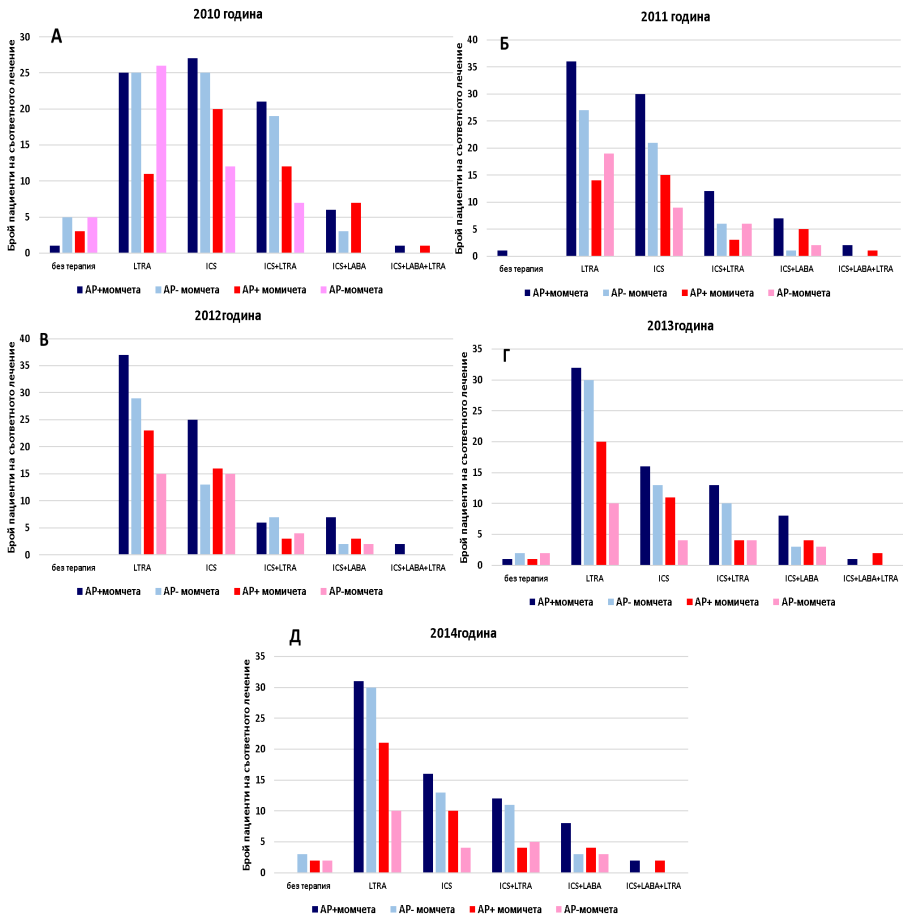 2010 година
А
Брой пациенти на съответното лечение
30
25
20
15
10
5
0
без терапия LTRA ICS ICS+LTRA ICS+LABA ICS+LABA+LTRA
АР+момчета АР- момчета АР+ момичета АР-момчета
2011 година
Б
Брой пациенти на съответното лечение
40
35
30
25
20
15
10
5
0
без терапия LTRA ICS ICS+LTRA ICS+LABA ICS+LABA+LTRA
АР+момчета АР- момчета АР+ момичета АР-момчета
2012година
В
Брой пациенти на съответното лечение
40
35
30
25
20
15
10
5
0
без терапия LTRA ICS ICS+LTRA ICS+LABA ICS+LABA+LTRA
АР+момчета АР- момчета АР+ момичета АР-момчета
2013година
Г
Брой пациенти на съответното лечение
35
30
25
20
15
10
5
0
без терапия LTRA ICS ICS+LTRA ICS+LABA ICS+LABA+LTRA
АР+момчета АР- момчета АР+ момичета АР-момчета
2014година
Д
Брой пациенти на съответното лечение
35
30
25
20
15
10
5
0
без терапия LTRA ICS ICS+LTRA ICS+LABA ICS+LABA+LTRA
АР+момчета АР- момчета АР+ момичета АР-момчета